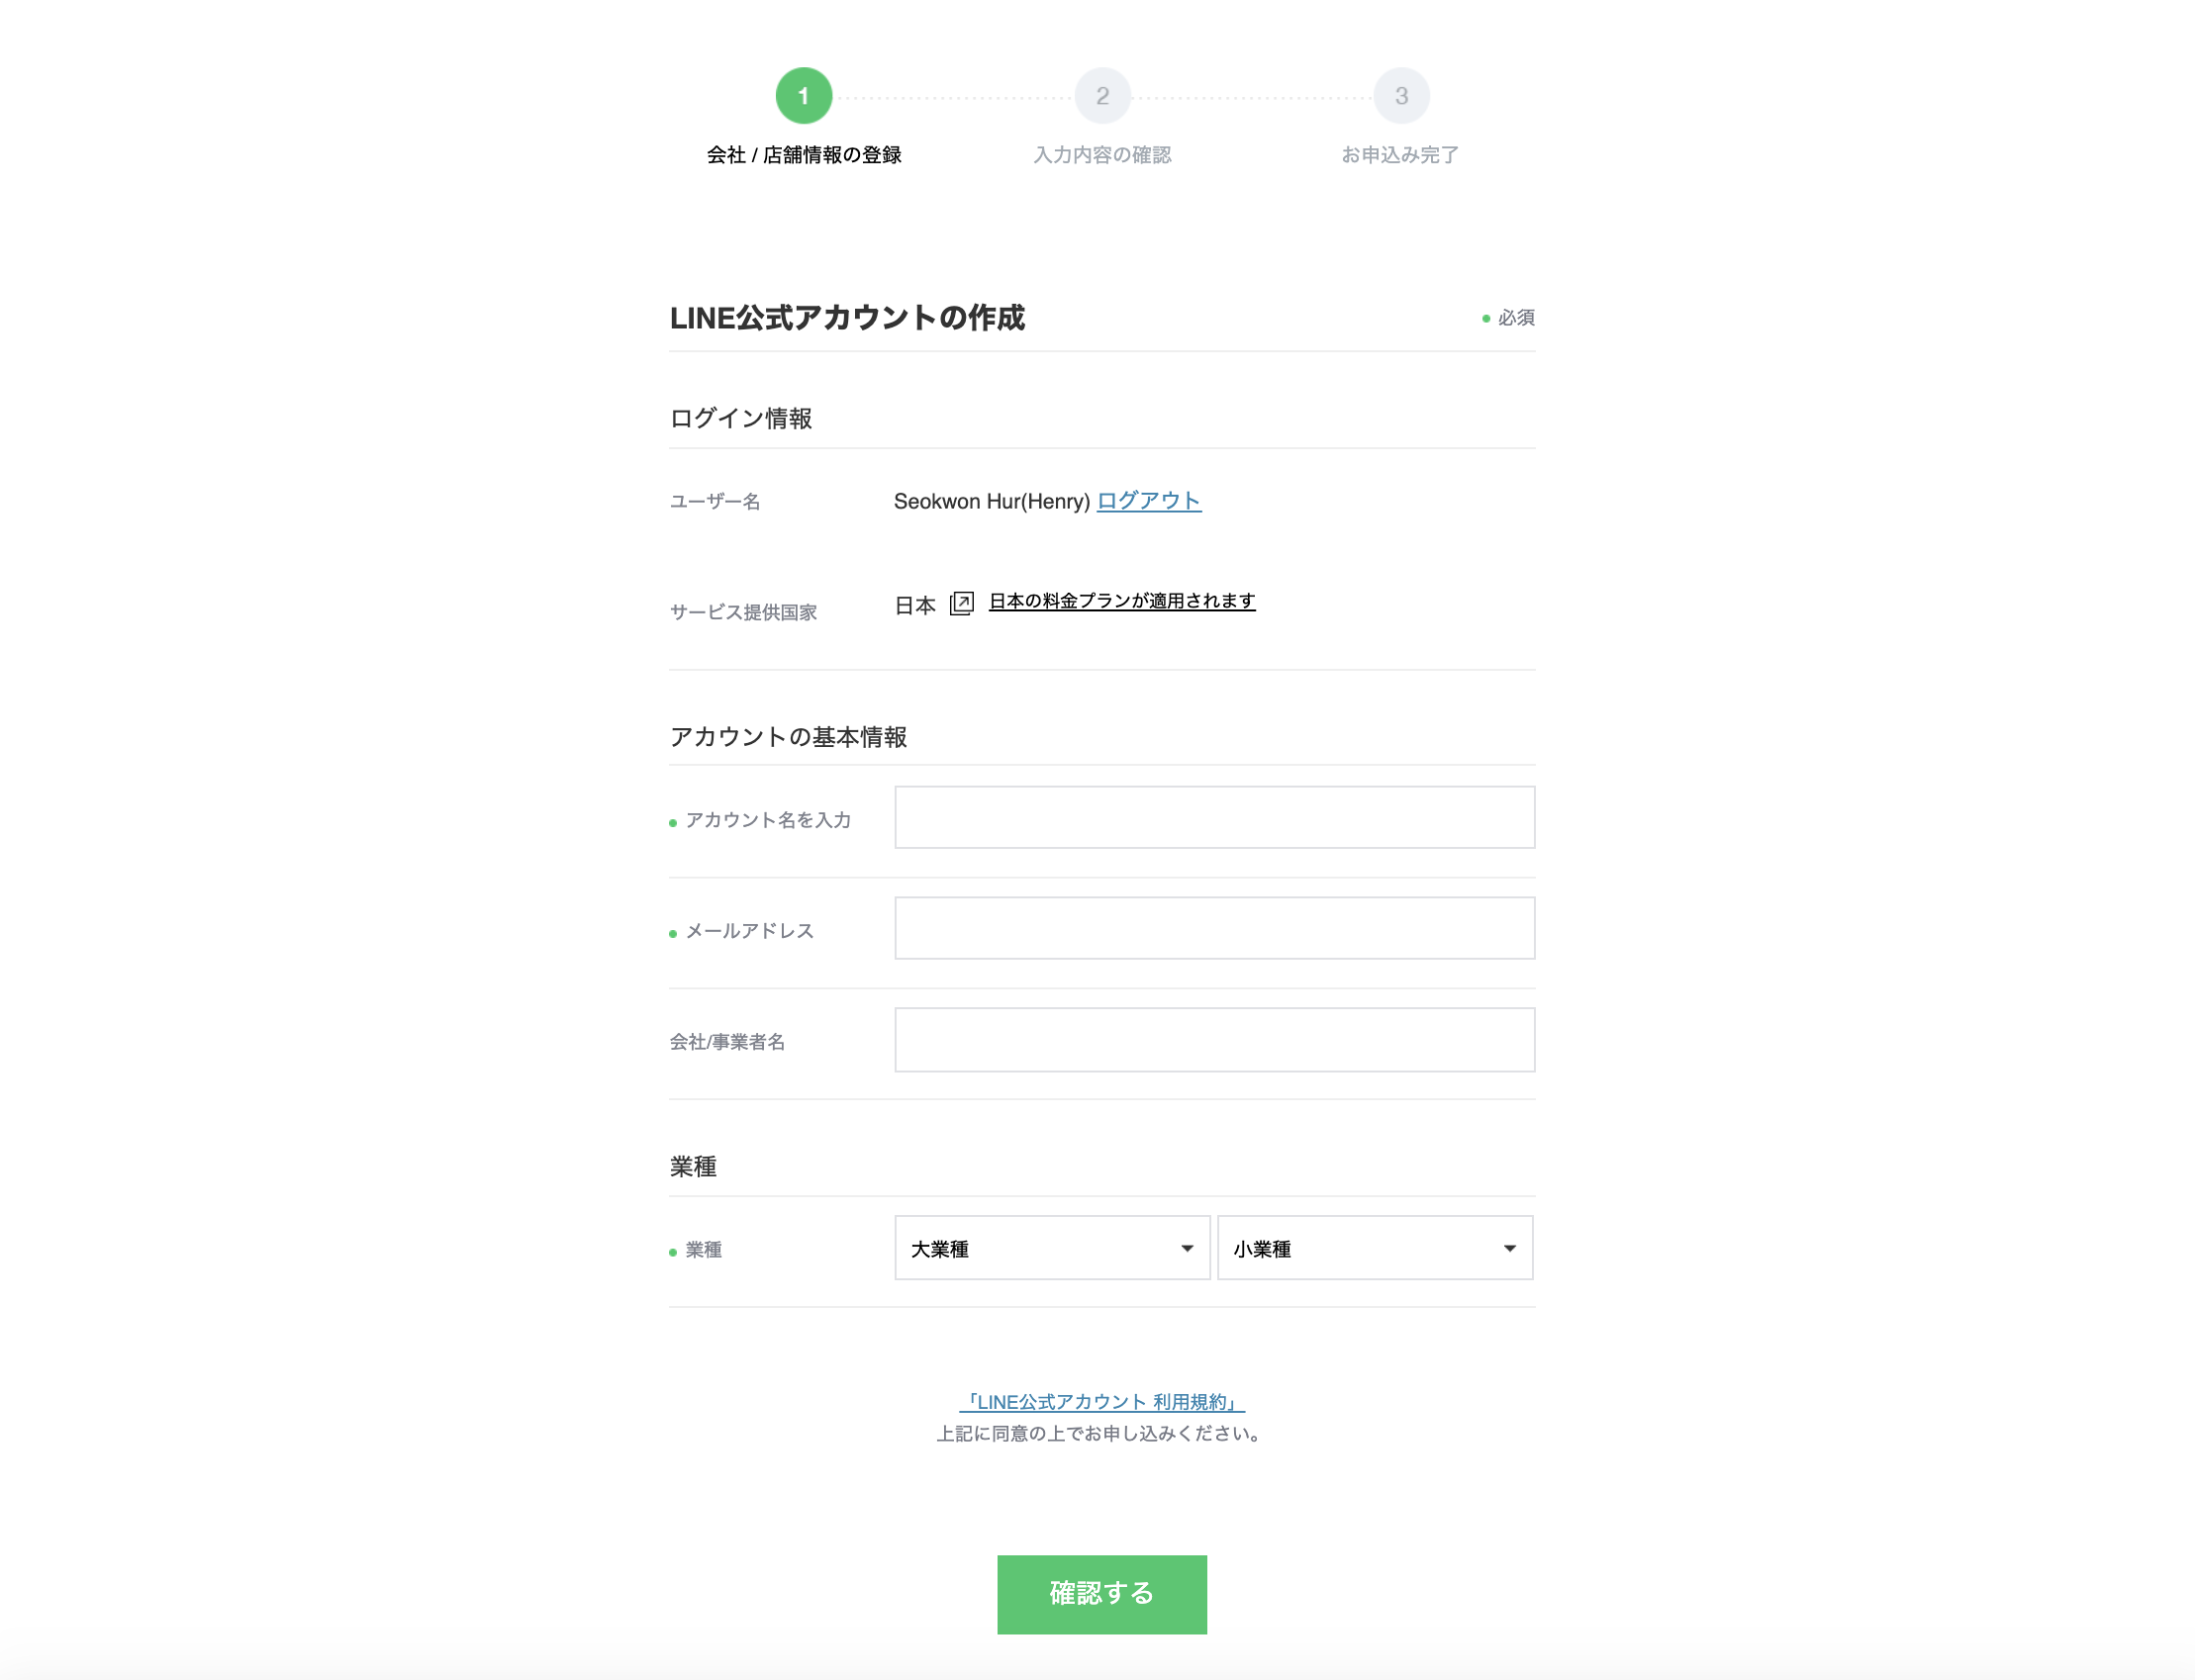 1
2
3
会社 / 店舗情報の登録
入力内容の確認
お申込み完了
LINE公式アカウントの作成
必須
ログイン情報
ユーザー名
Seokwon Hur(Henry) ログアウト
サービス提供国家
日本 日本の料金プランが適用されます
アカウントの基本情報
アカウント名を入力
メールアドレス
会社/事業者名
業種
業種
大業種
小業種
「LINE公式アカウント 利用規約」
上記に同意の上でお申し込みください。
確認する